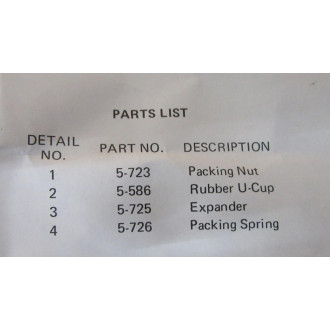 PARTS LIST
DETAIL NO. PART NO. DESCRIPTION
1 5-723 Packing Nut
2 5-586 Rubber U-Cup
3 5-725 Expander
4 5-726 Packing Spring